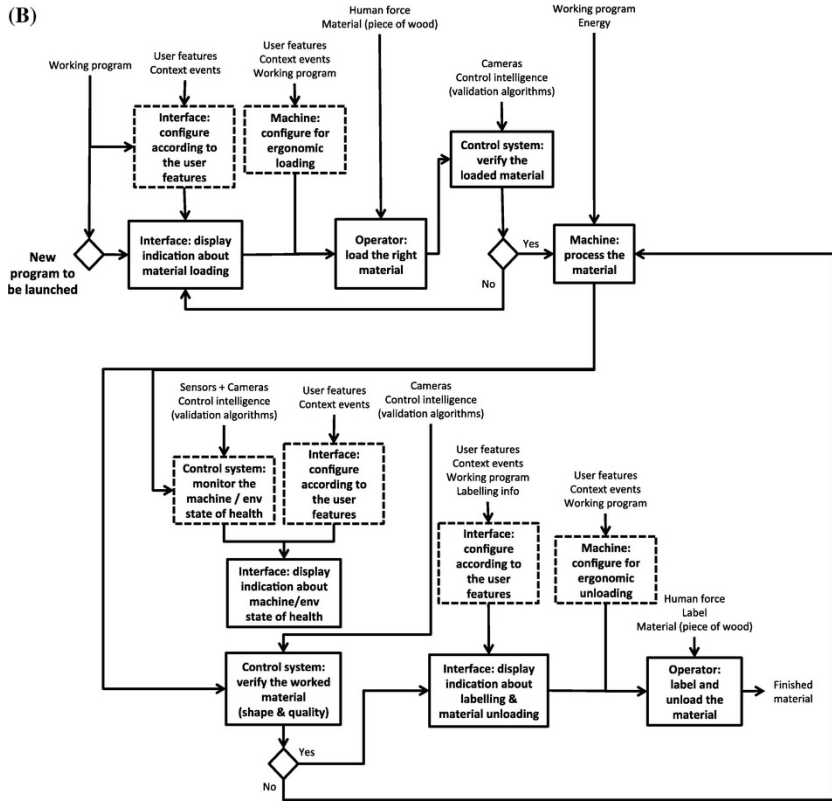 (B)
Working program
User features
Context events
User features
Context events
Working program
Human force
Material (piece of wood)
Cameras
Control intelligence
(validation algorithms)
Working program
Energy
Interface:
configure
according to
the user
features
Machine:
configure for
ergonomic
loading
Control system:
verify the
loaded material
New
program to
be launched
Interface: display
indication about
material loading
Operator:
load the right
material
Yes
No
Machine:
process the
material
Sensors + Cameras
Control intelligence
(validation algorithms)
User features
Context events
Cameras
Control intelligence
(validation algorithms)
Control system:
monitor the
machine / env
state of health
Interface:
configure
according to
the user
features
User features
Context events
Working program
Labelling info
User features
Context events
Working program
Interface: display
indication about
machine/env
state of health
Interface:
configure
according to
the user
features
Machine:
configure for
ergonomic
unloading
Human force
Label
Material (piece of wood)
Control system:
verify the worked
material
(shape & quality)
Interface: display
indication about
labelling &
material unloading
Operator:
label and
unload the
material
Finished
material
Yes
No